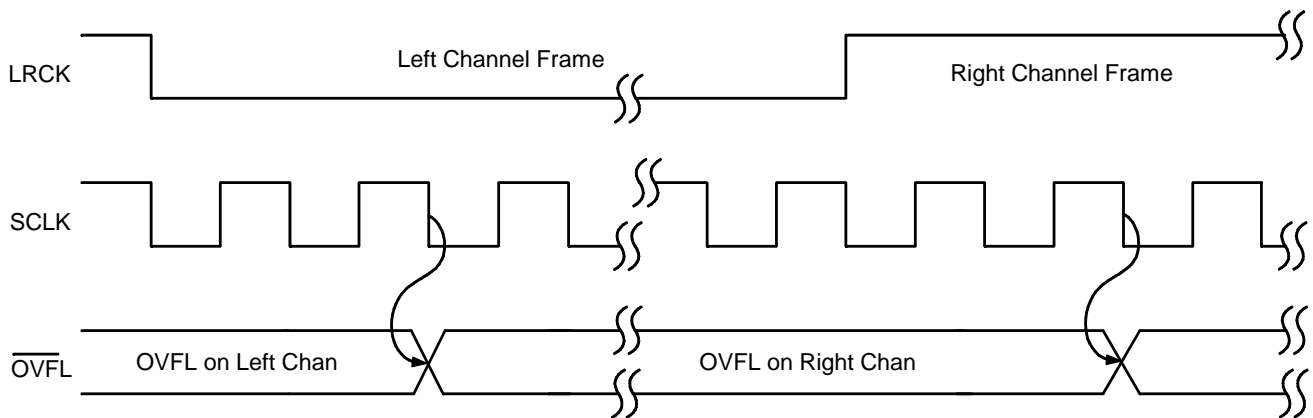 LRCK
Left Channel Frame
Right Channel Frame
SCLK
OVFL
OVFL on Left Chan
OVFL on Right Chan